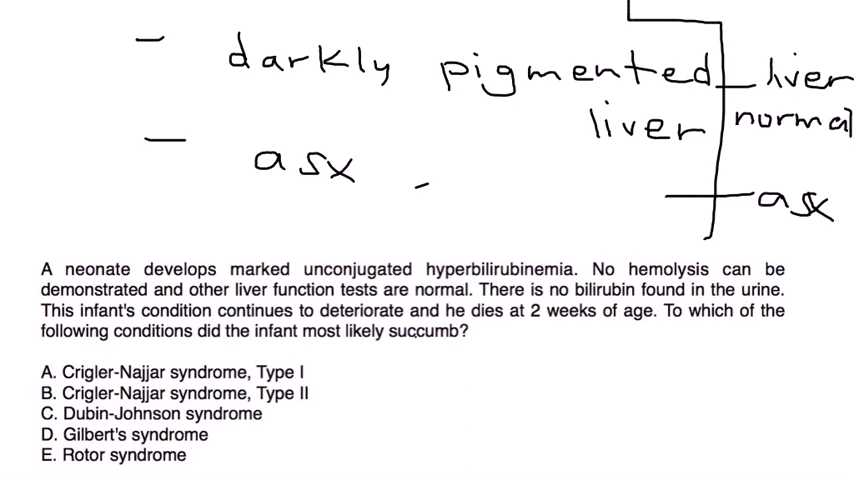 - darkly pigmented liver
liver normal
- asx asx
A neonate develops marked unconjugated hyperbilirubinemia. No hemolysis can be
demonstrated and other liver function tests are normal. There is no bilirubin found in the urine.
This infant's condition continues to deteriorate and he dies at 2 weeks of age. To which of the
following conditions did the infant most likely succumb?
A. Crigler-Najjar syndrome, Type I
B. Crigler-Najjar syndrome, Type II
C. Dubin-Johnson syndrome
D. Gilbert's syndrome
E. Rotor syndrome